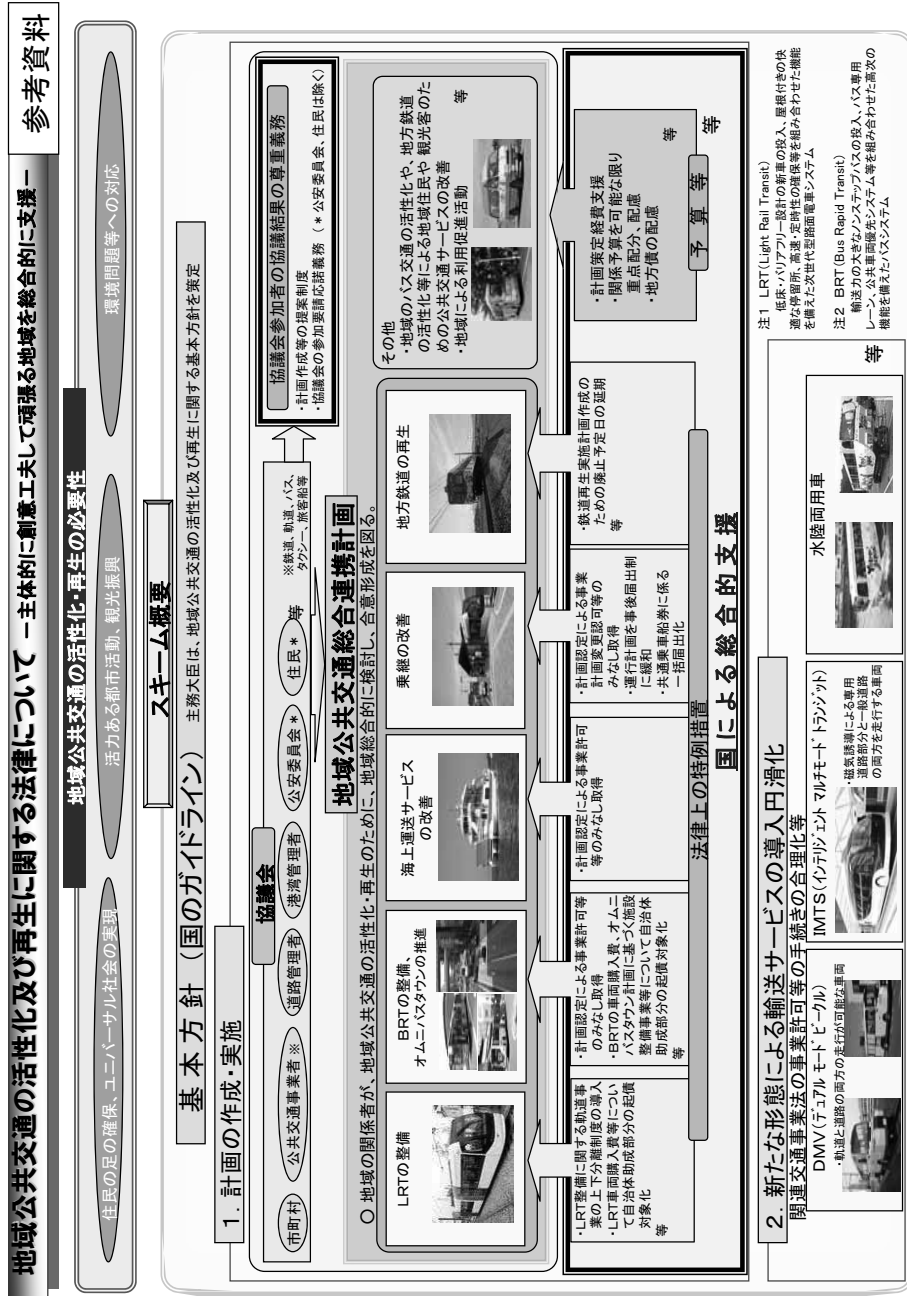 地域公共交通の活性化及び再生に関する法律について －主体的に創意工夫して頑張る地域を総合的に支援－
参考資料
地域公共交通の活性化・再生の必要性
住民の足の確保、ユニバーサル社会の実現
活力ある都市活動、観光振興
環境問題等への対応
スキーム概要
基本方針（国のガイドライン）
主務大臣は、地域公共交通の活性化及び再生に関する基本方針を策定
１．計画の作成・実施
協議会
市町村
公共交通事業者※
道路管理者
港湾管理者
公安委員会＊
住民＊
等
※鉄道、軌道、バス、
タクシー、旅客船等
協議会参加者の協議結果の尊重義務
・計画作成等の提案制度
・協議会の参加要請応諾義務（＊公安委員会、住民は除く）
地域公共交通総合連携計画
○ 地域の関係者が、地域公共交通の活性化・再生のために、地域総合的に検討し、合意形成を図る。
LRTの整備
BRTの整備、
オムニバスタウンの推進
海上運送サービス
の改善
乗継の改善
地方鉄道の再生
その他
・地域のバス交通の活性化や、地方鉄道
の活性化等による地域住民や観光客のた
めの公共交通サービスの改善
・地域による利用促進活動
等
・LRT整備に関する軌道事
業の上下分離制度の導入
・LRT車両購入費等につい
て自治体助成部分の起債
対象化
等
・計画認定による事業許可等
のみなし取得
・BRTの車両購入費、オムニ
バスタウン計画に基づく施設
整備事業等について自治体
助成部分の起債対象化
等
・計画認定による事業許可
等のみなし取得
・計画認定による事業
計画変更認可等の
みなし取得
・運行計画を事後届出制
に緩和
・共通乗車船券に係る
一括届出化
・鉄道再生実施計画作成の
ための廃止予定日の延期
等
・計画策定経費支援
・関係予算を可能な限り
重点配分、配慮
・地方債の配慮
等
法律上の特例措置
予算等
等
国による総合的支援
２．新たな形態による輸送サービスの導入円滑化
関連交通事業法の事業許可等の手続きの合理化等
DMV（デュアル モード ビークル）
・軌道と道路の両方の走行が可能な車両
IMTS（インテリジェント マルチモード トランジット）
・磁気誘導による専用
道路部分と一般道路
の両方を走行する車両
水陸両用車
等
注１ LRT（Light Rail Transit）
低床・バリアフリー設計の新車の投入、屋根付きの快
適な停留所、高速・定時性の確保等を組み合わせた機能
を備えた次世代型路面電車システム
注２ BRT（Bus Rapid Transit）
輸送力の大きなノンステップバスの投入、バス専用
レーン、公共車両優先システム等を組み合わせた高次の
機能を備えたバスシステム